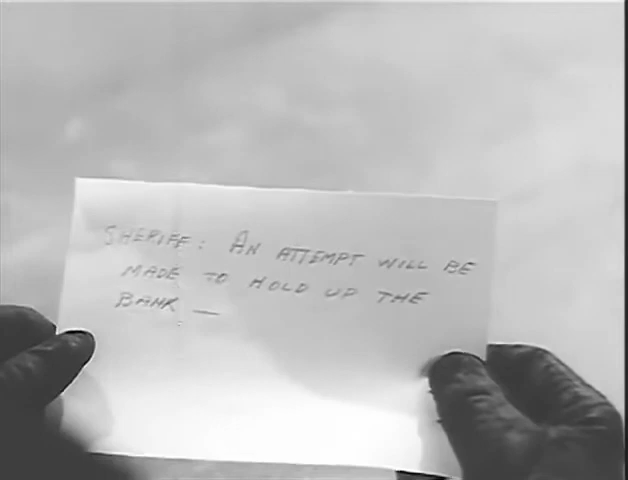 SHERIFF: AN ATTEMPT WILL BE
MADE TO HOLD UP THE
BANK —